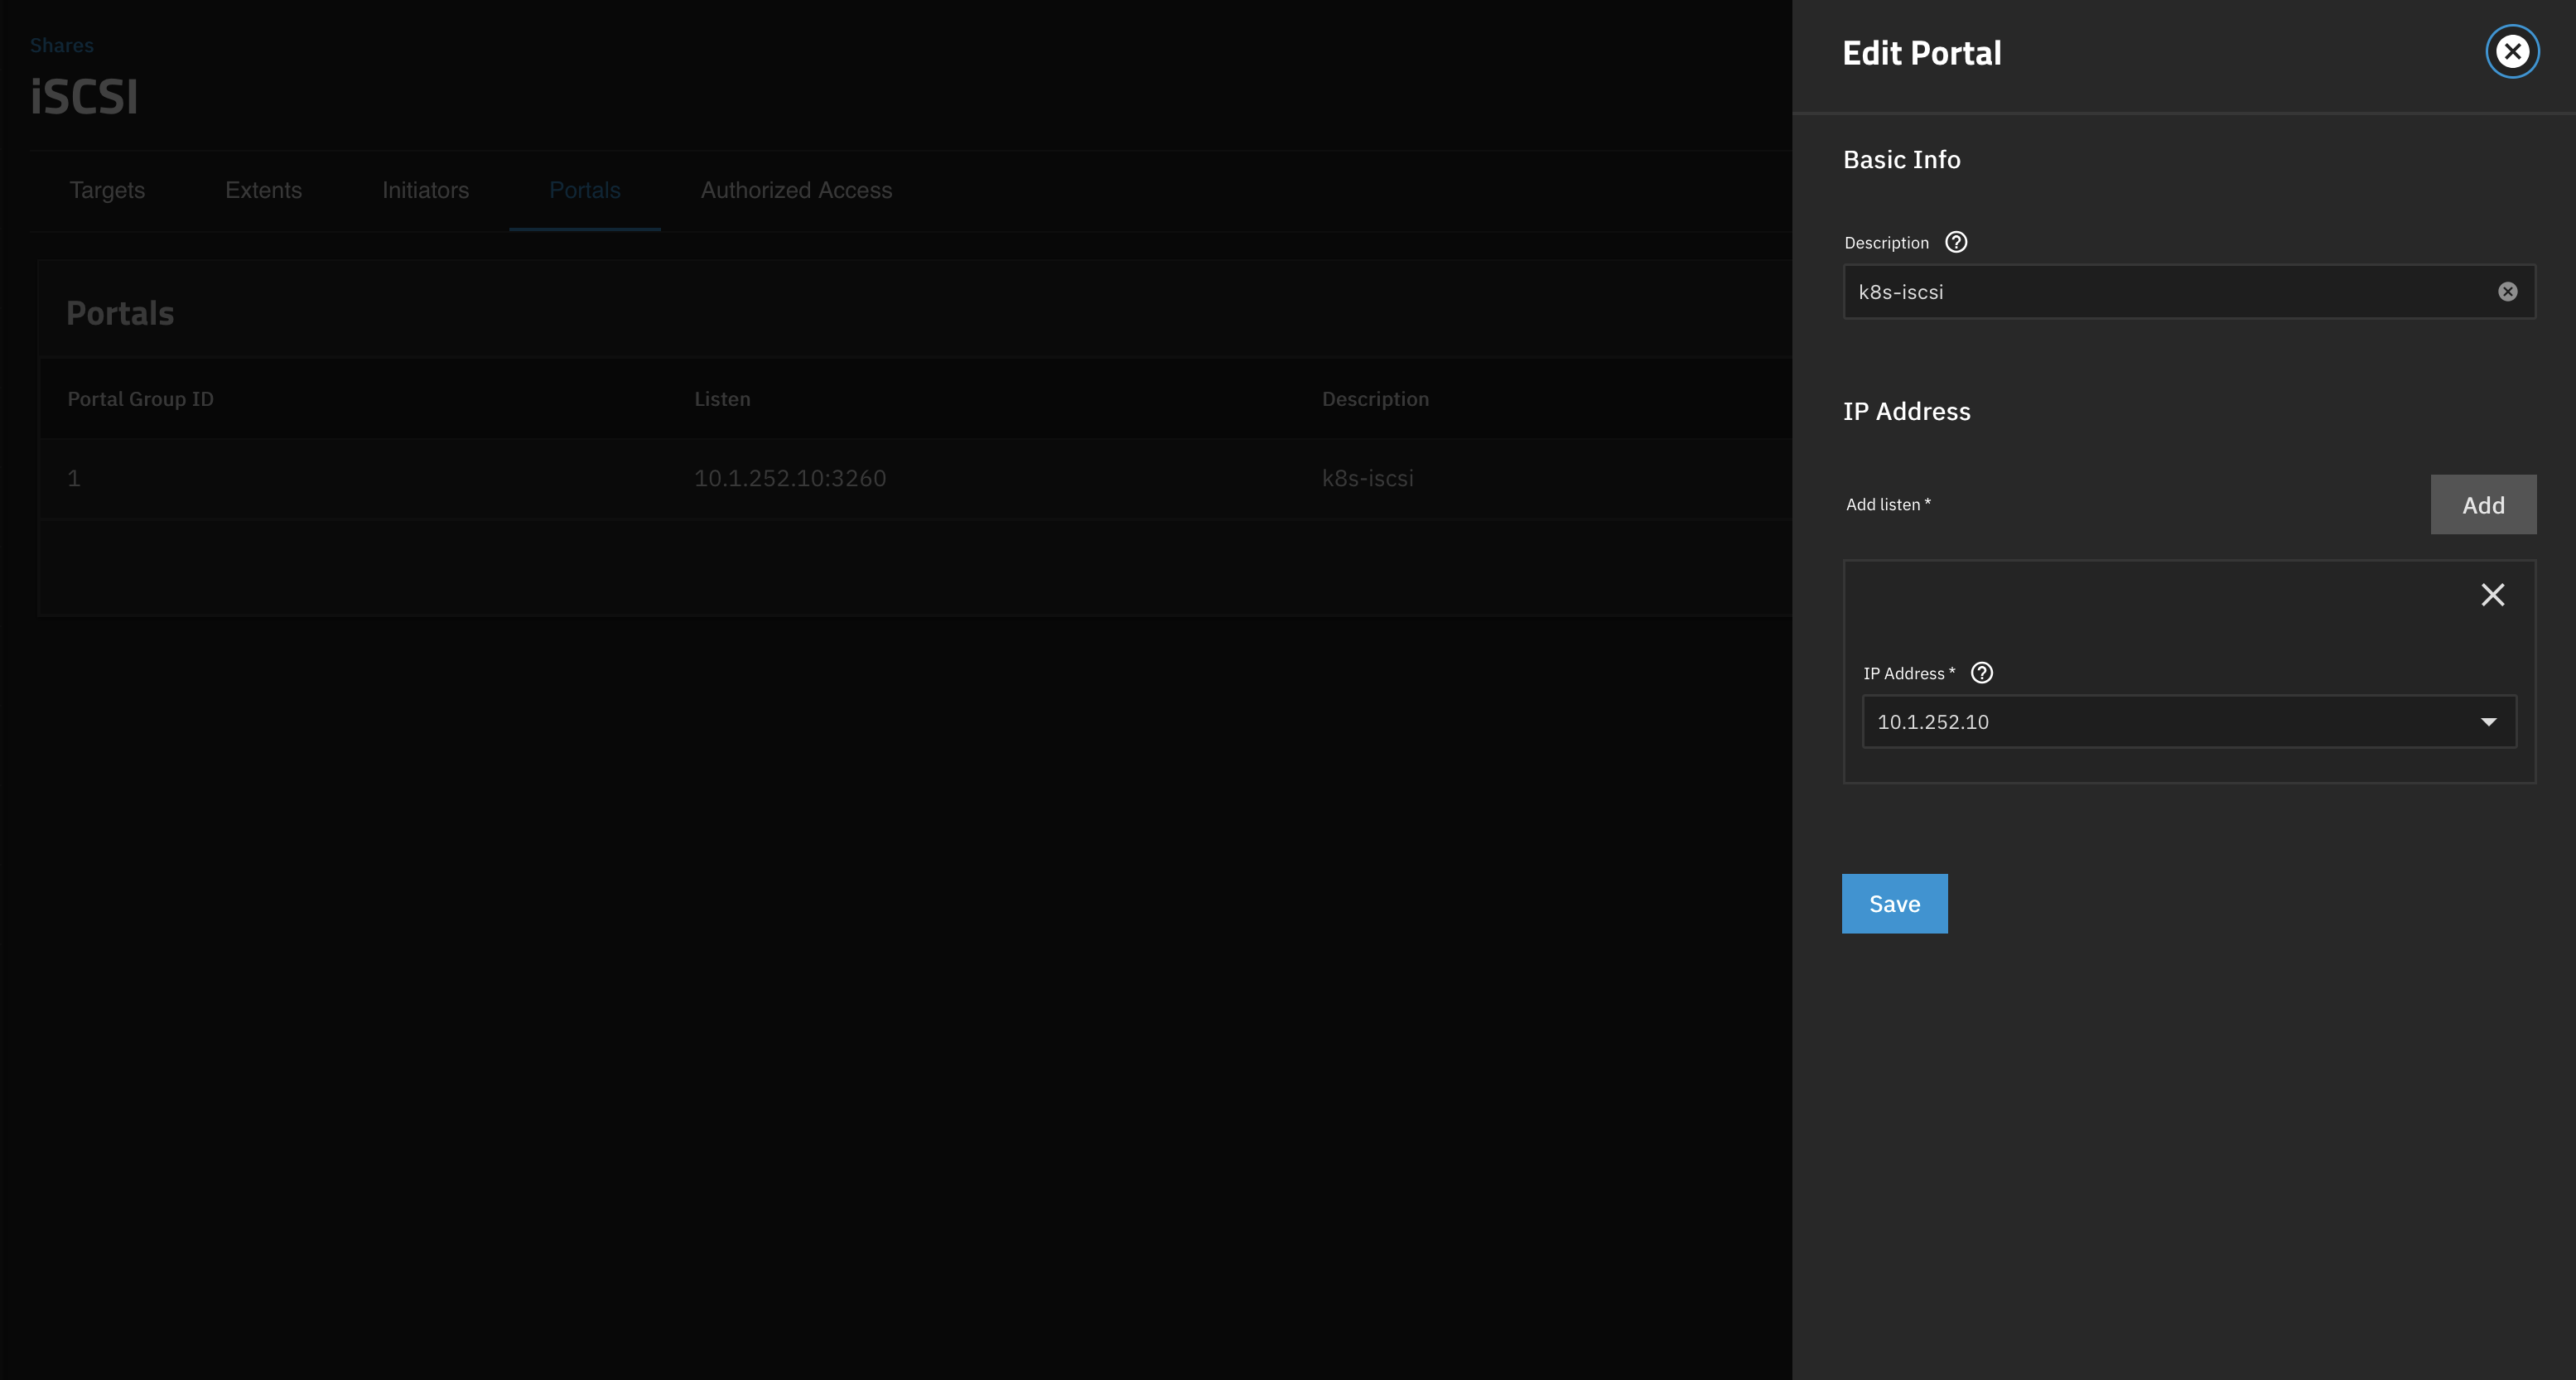 Shares
iSCSI
Targets Extents Initiators Portals Authorized Access
Portals
Portal Group ID Listen Description
1 10.1.252.10:3260 k8s-iscsi
Edit Portal
Basic Info
Description
k8s-iscsi
IP Address
Add listen *
Add
IP Address *
10.1.252.10
Save